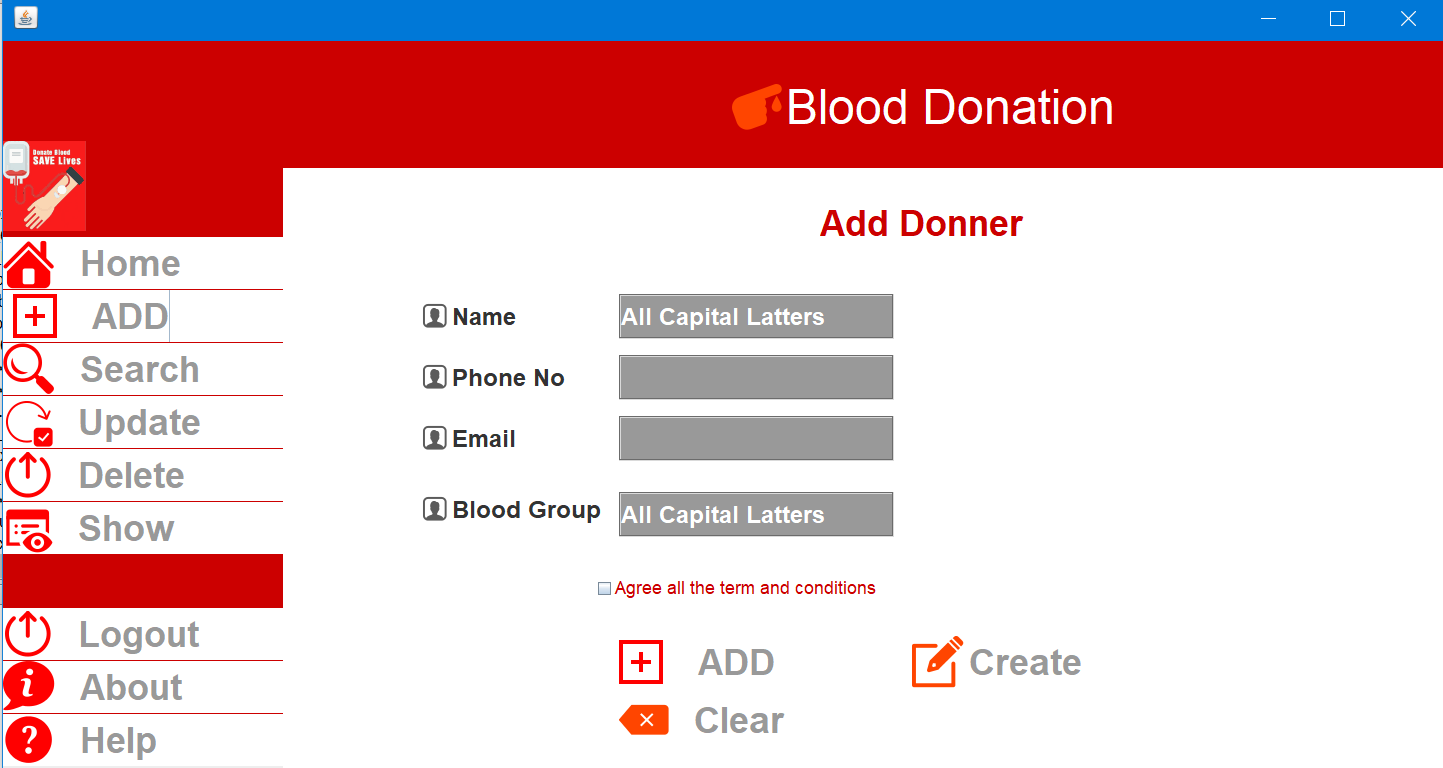 Blood Donation
Donate Blood
SAVE Lives
Home
ADD
Search
Update
Delete
Show
Logout
About
Help
Add Donner
Name
All Capital Latters
Phone No
Email
Blood Group
All Capital Latters
Agree all the term and conditions
ADD
Create
Clear